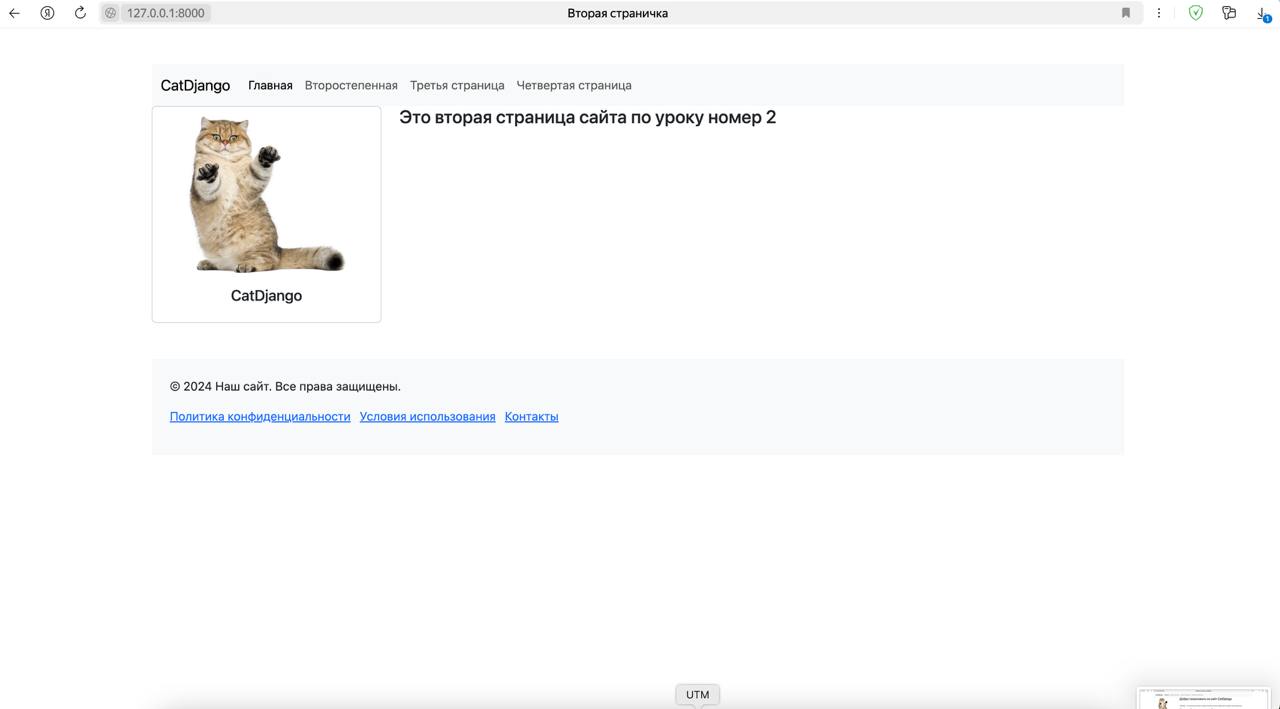 127.0.0.1:8000
Вторая страничка
1
CatDjango Главная Второстепенная Третья страница Четвертая страница
Это вторая страница сайта по уроку номер 2
CatDjango
© 2024 Наш сайт. Все права защищены.
Политика конфиденциальности Условия использования Контакты
UTM